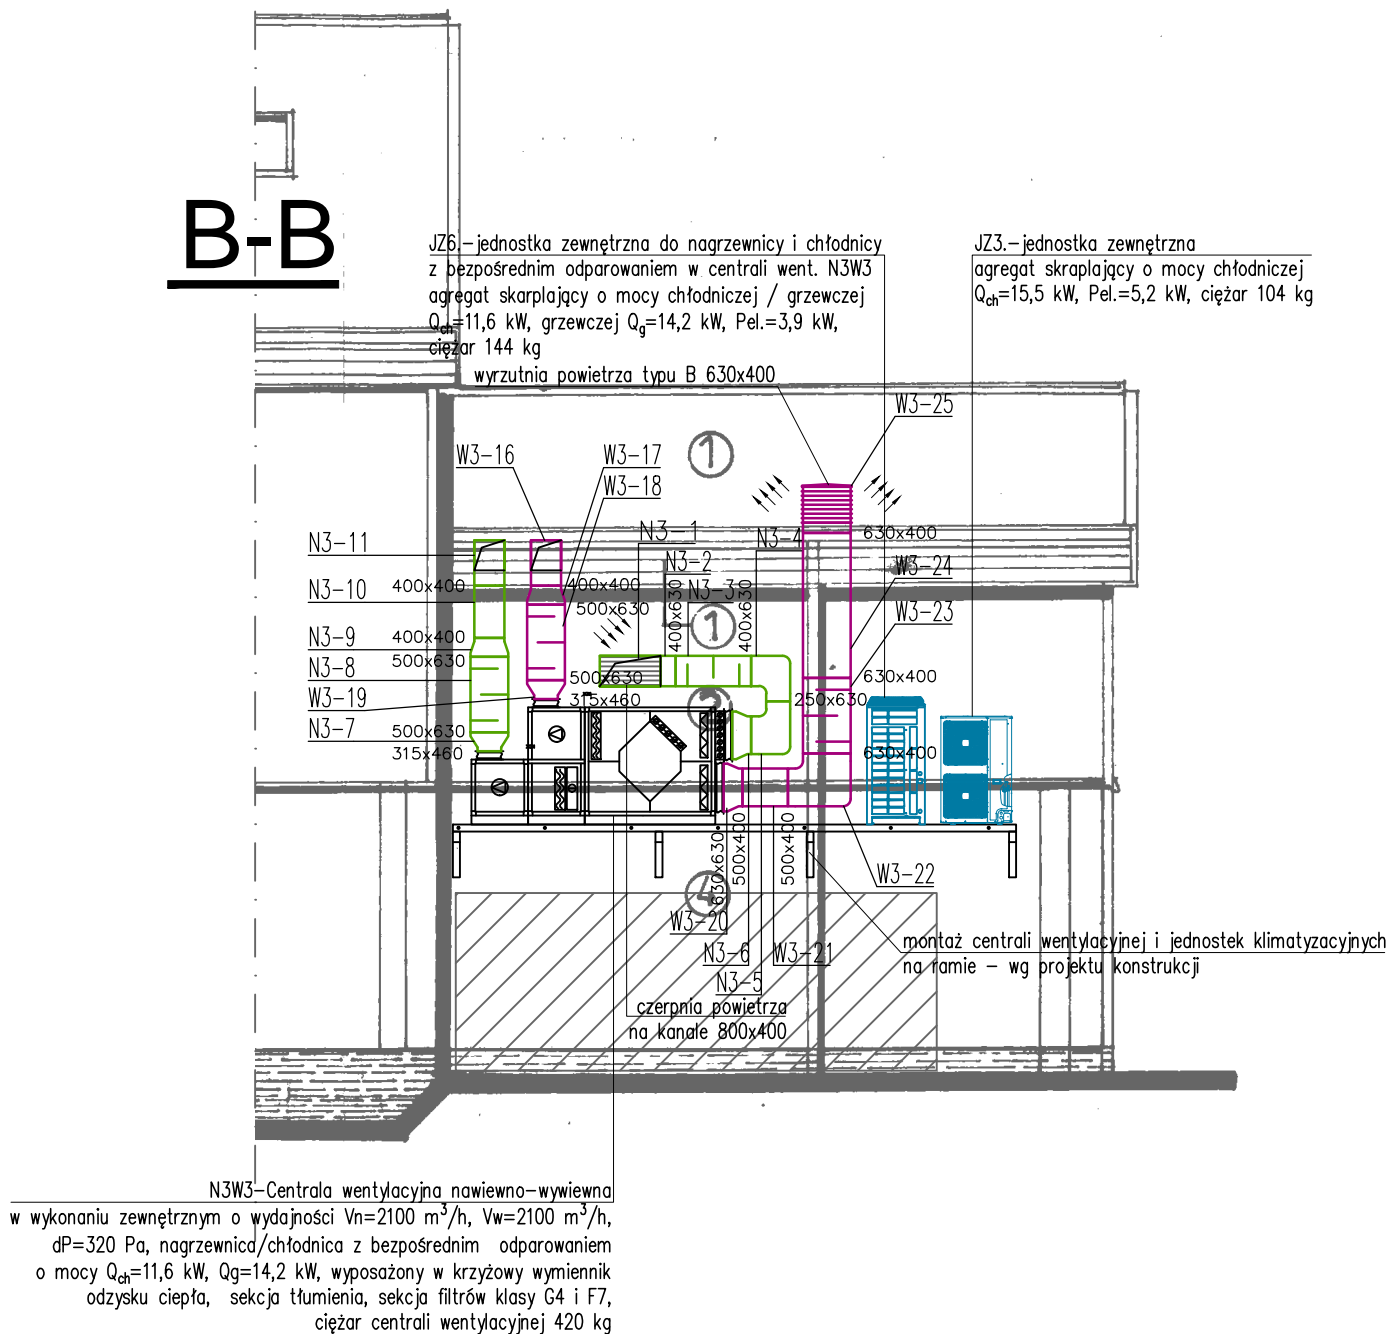 B-B
JZ6.-jednostka zewnętrzna do nagrzewnicy i chłodnicy
z bezpośrednim odparowaniem w centrali went. N3W3
agregat skarplający o mocy chłodniczej / grzewczej
Qch=11,6 kW, grzewczej Qg=14,2 kW, Pel.=3,9 kW,
ciężar 144 kg
JZ3.-jednostka zewnętrzna
agregat skraplający o mocy chłodniczej
Qch=15,5 kW, Pel.=5,2 kW, ciężar 104 kg
wyrzutnia powietrza typu B 630x400
W3-25
W3-16
W3-17
W3-18
1
N3-11
N3-1
N3-4
630x400
N3-2
W3-24
N3-10
400x400
400x400
N3-3
500x630
400x630
400x630
W3-23
1
N3-9
400x400
N3-8
500x630
500x630
630x400
W3-19
315x460
250x630
2
N3-7
500x630
315x460
630x400
630x630
500x400
500x400
W3-22
4
W3-20
N3-6
W3-21
montaż centrali wentylacyjnej i jednostek klimatyzacyjnych
na ramie – wg projektu konstrukcji
N3-5
czerpnia powietrza
na kanale 800x400
N3W3-Centrala wentylacyjna nawiewno-wywiewna
w wykonaniu zewnętrznym o wydajności Vn=2100 m³/h, Vw=2100 m³/h,
dP=320 Pa, nagrzewnica/chłodnica z bezpośrednim odparowaniem
o mocy Qch=11,6 kW, Qg=14,2 kW, wyposażony w krzyżowy wymiennik
odzysku ciepła, sekcja tłumienia, sekcja filtrów klasy G4 i F7,
ciężar centrali wentylacyjnej 420 kg